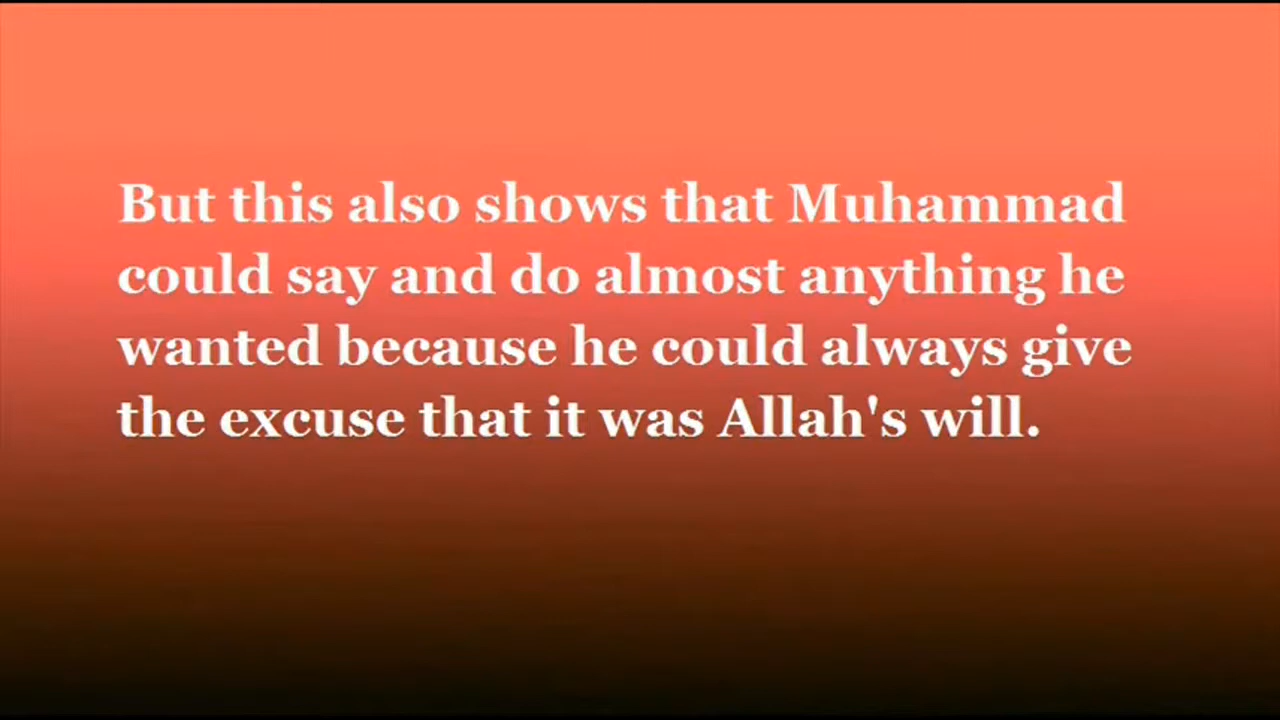 But this also shows that Muhammad
could say and do almost anything he
wanted because he could always give
the excuse that it was Allah's will.